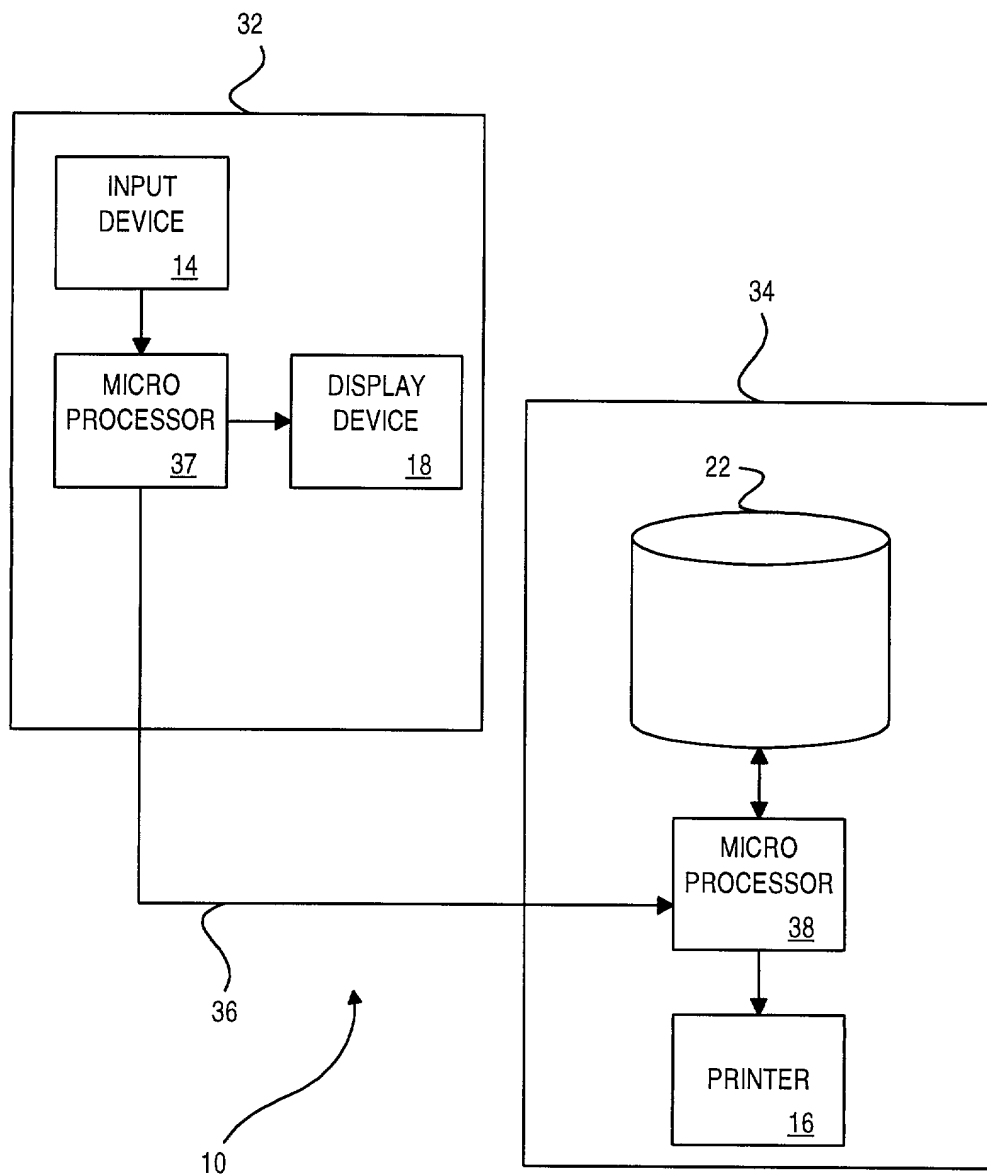 32
INPUT
DEVICE
14
34
MICRO
PROCESSOR
37
DISPLAY
DEVICE
18
22
MICRO
PROCESSOR
38
36
PRINTER
16
10